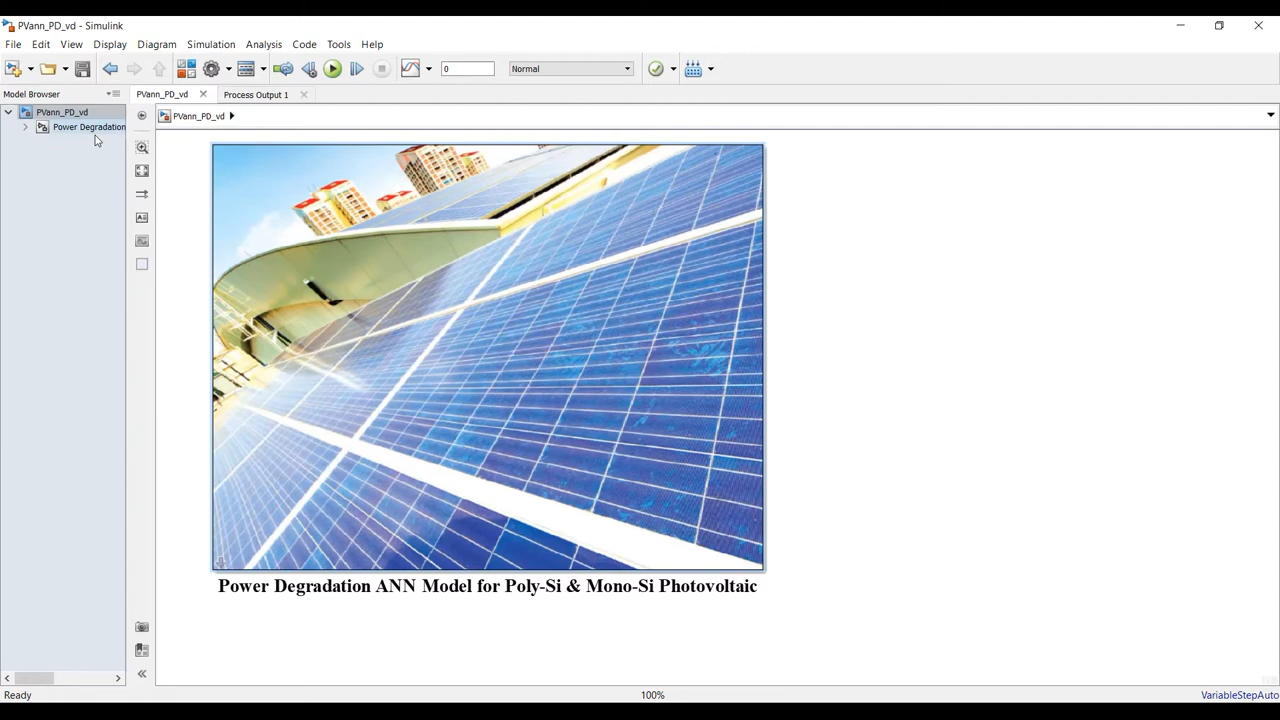 PVann_PD_vd - Simulink
File Edit View Display Diagram Simulation Analysis Code Tools Help
0 Normal
Model Browser
PVann_PD_vd
Process Output 1
PVann_PD_vd
Power Degradation
PVann_PD_vd
Power Degradation ANN Model for Poly-Si & Mono-Si Photovoltaic
Ready
100%
VariableStepAuto